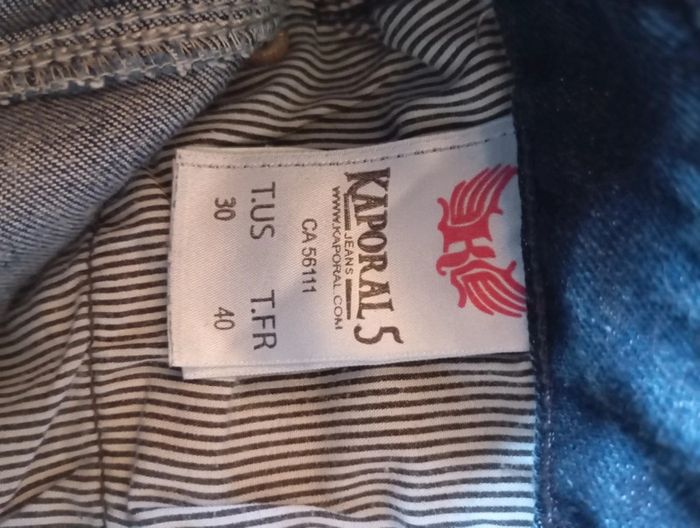 KAPORAL 5
JEANS
WWW.KAPORAL.COM
CA 56111
T.US T.FR
30 40